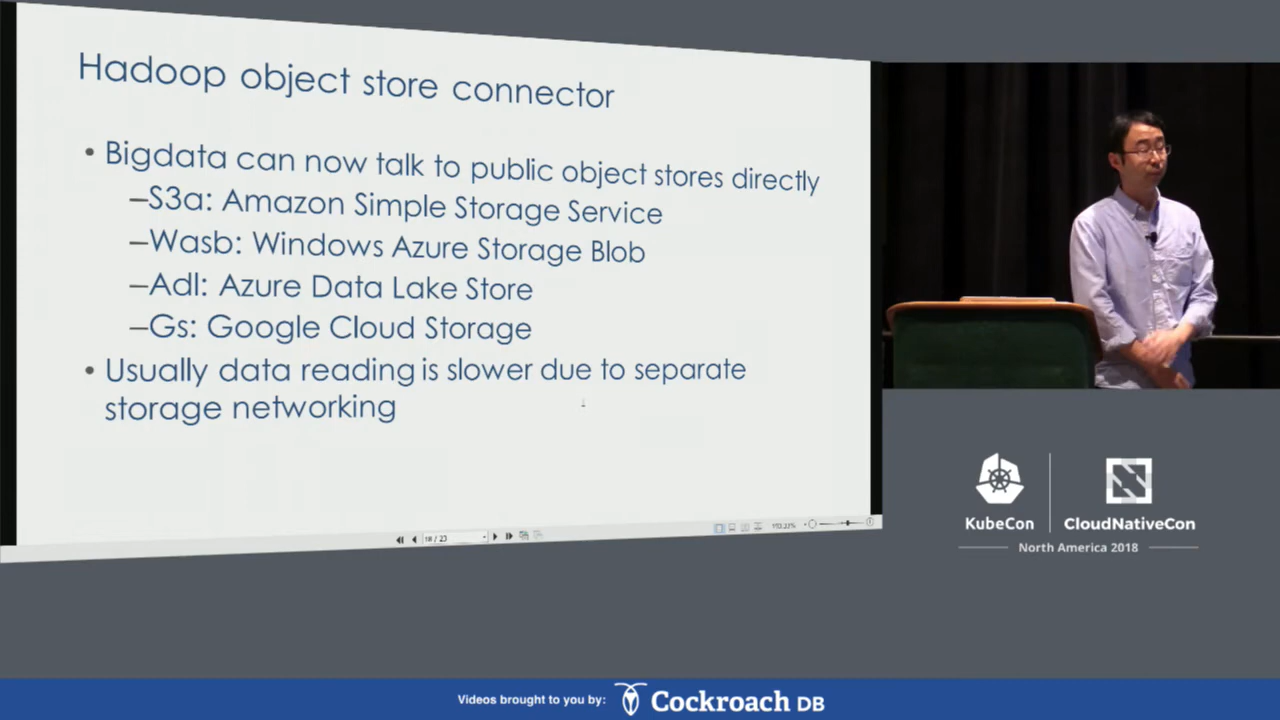 Hadoop object store connector
• Bigdata can now talk to public object stores directly
–S3a: Amazon Simple Storage Service
–Wasb: Windows Azure Storage Blob
–Adl: Azure Data Lake Store
–Gs: Google Cloud Storage
• Usually data reading is slower due to separate
storage networking
18 / 23
KubeCon
CloudNativeCon
North America 2018
Videos brought to you by:
Cockroach DB